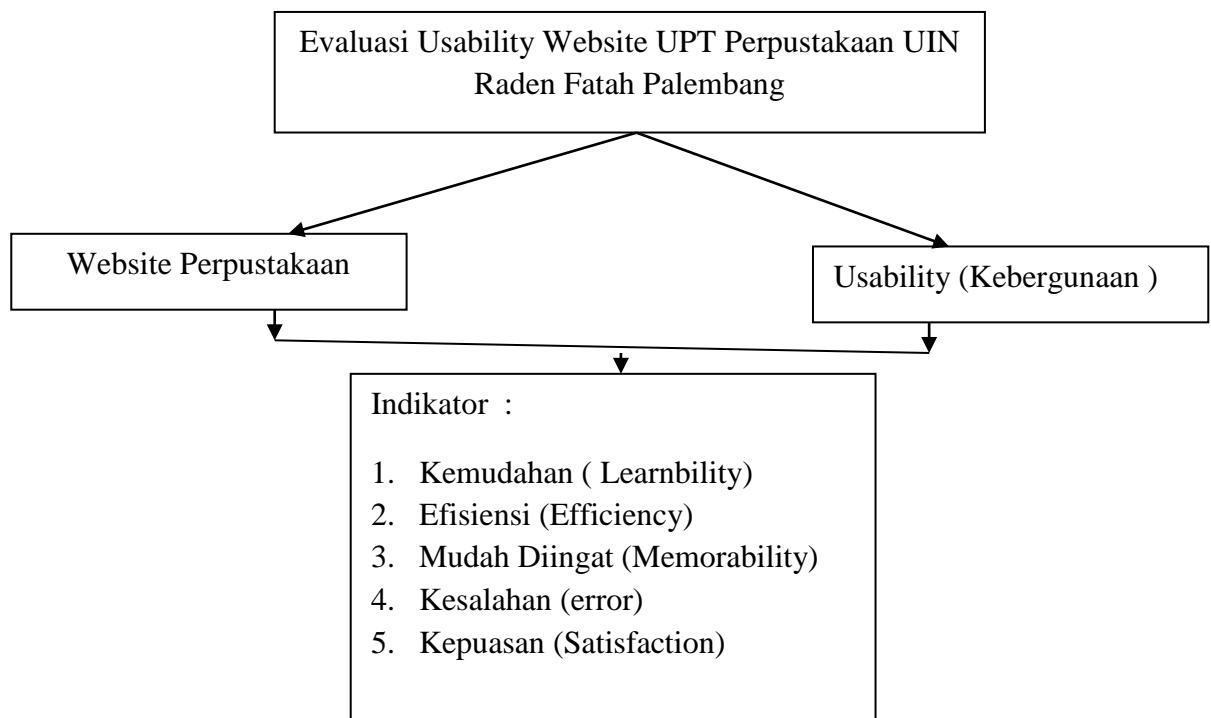 Evaluasi Usability Website UPT Perpustakaan UIN
Raden Fatah Palembang
Website Perpustakaan
Usability (Kebergunaan )
Indikator :
1. Kemudahan ( Learnbility)
2. Efisiensi (Efficiency)
3. Mudah Diingat (Memorability)
4. Kesalahan (error)
5. Kepuasan (Satisfaction)